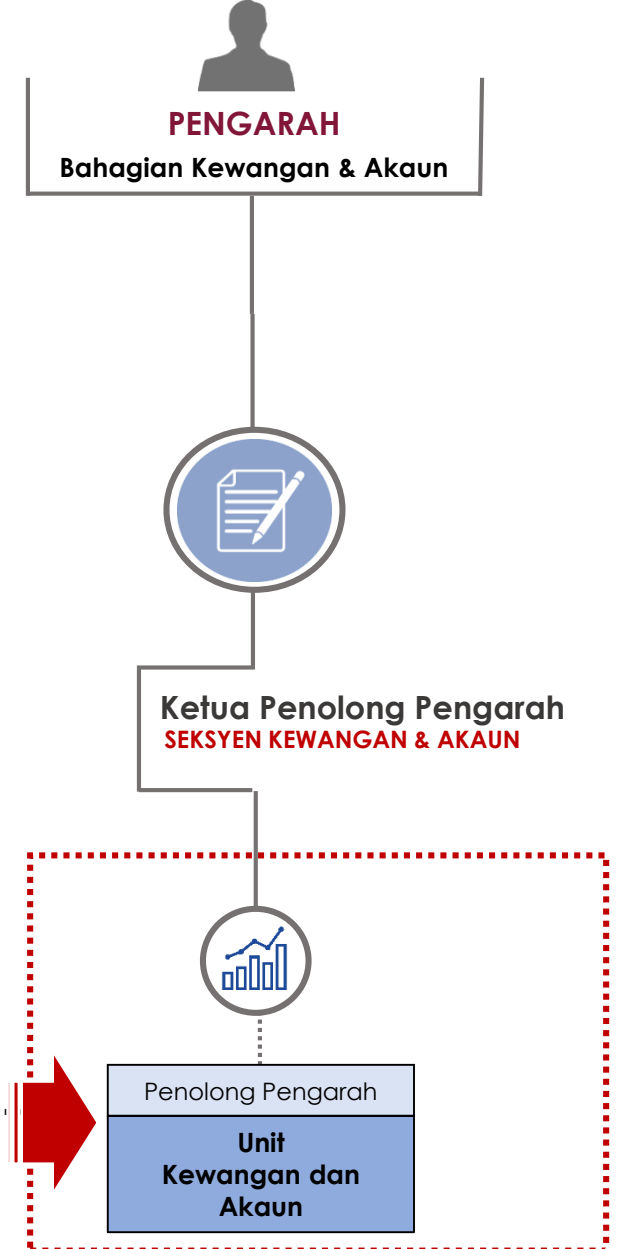 PENGARAH
Bahagian Kewangan & Akaun
Ketua Penolong Pengarah
SEKSYEN KEWANGAN & AKAUN
Penolong Pengarah
Unit
Kewangan dan
Akaun